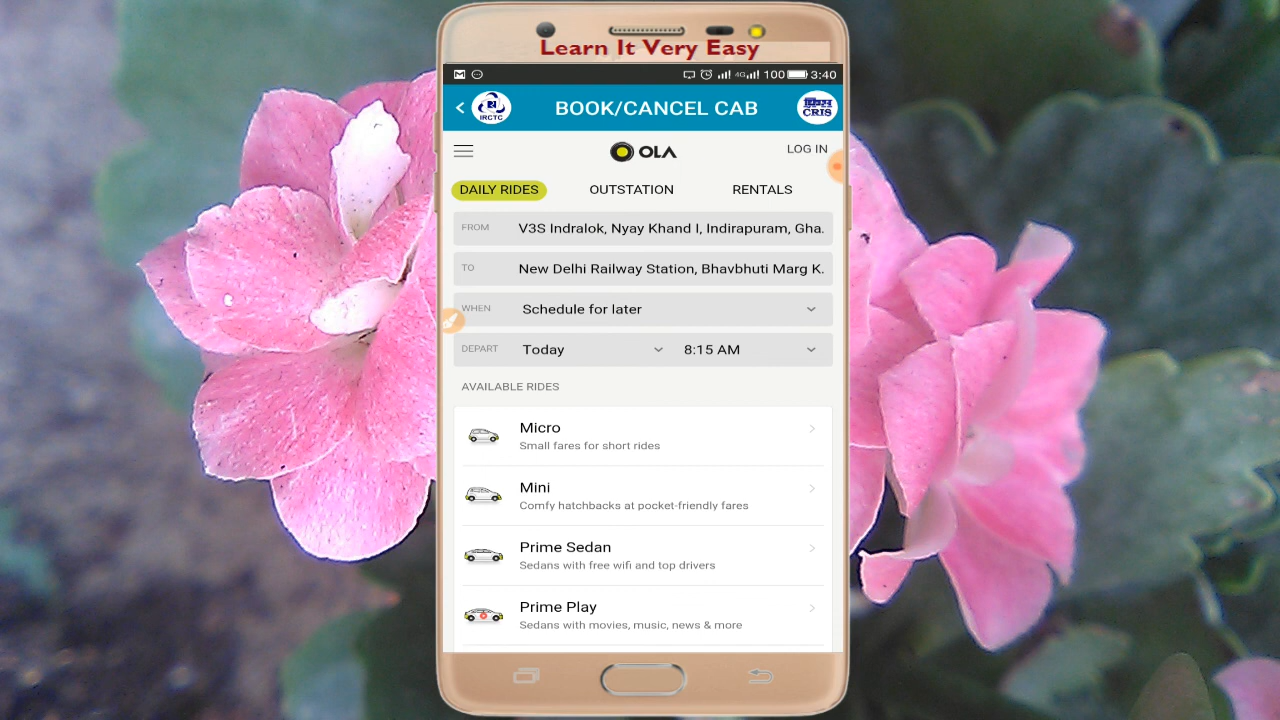 Learn It Very Easy
4G 100 3:40
IRCTC
BOOK/CANCEL CAB
CRIS
OLA
LOG IN
DAILY RIDES OUTSTATION RENTALS
FROM V3S Indralok, Nyay Khand I, Indirapuram, Gha.
TO New Delhi Railway Station, Bhavbhuti Marg K.
WHEN Schedule for later
DEPART Today 8:15 AM
AVAILABLE RIDES
Micro
Small fares for short rides
Mini
Comfy hatchbacks at pocket-friendly fares
Prime Sedan
Sedans with free wifi and top drivers
Prime Play
Sedans with movies, music, news & more